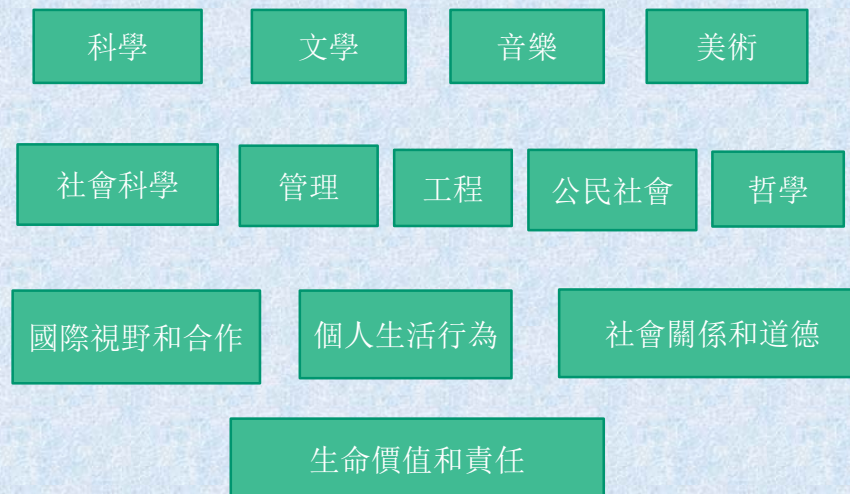 科學
文學
音樂
美術
社會科學
管理
工程
公民社會
哲學
國際視野和合作
個人生活行為
社會關係和道德
生命價值和責任